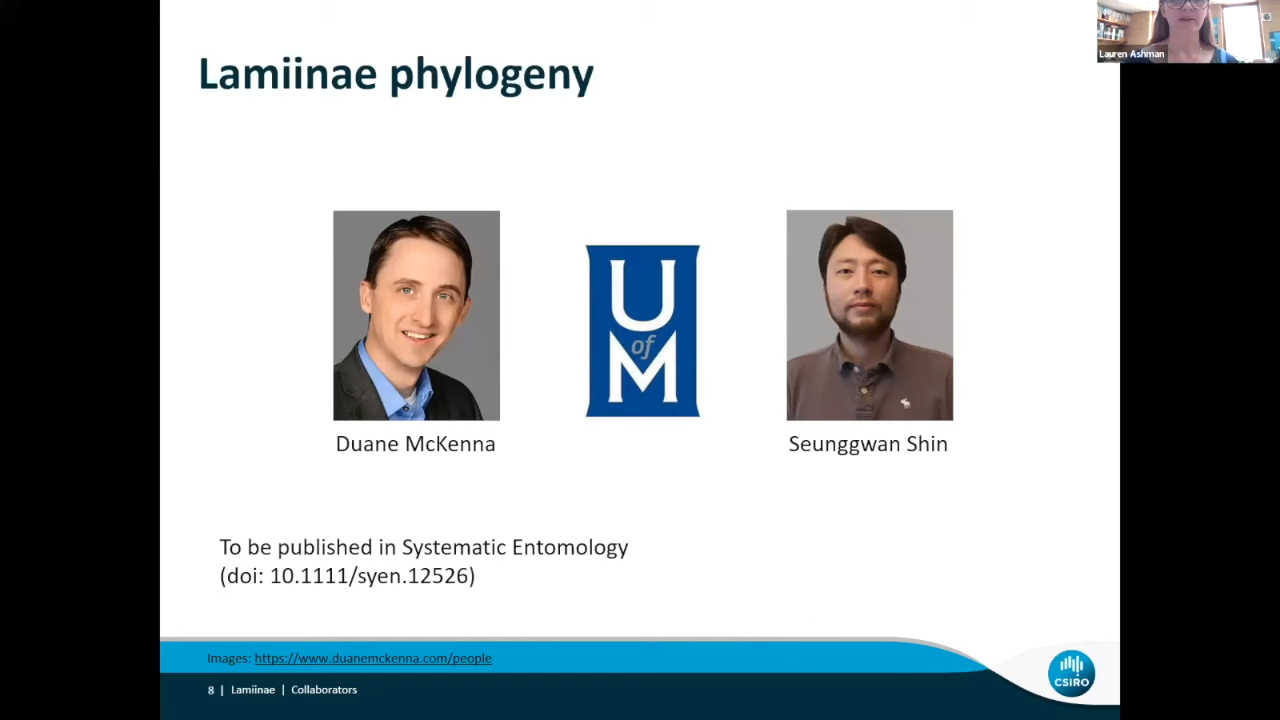 Lamiinae phylogeny
Lauren Ashman
U
of
M
Duane McKenna
Seunggwan Shin
To be published in Systematic Entomology
(doi: 10.1111/syen.12526)
Images: https://www.duanemckenna.com/people
8 | Lamiinae | Collaborators
CSIRO